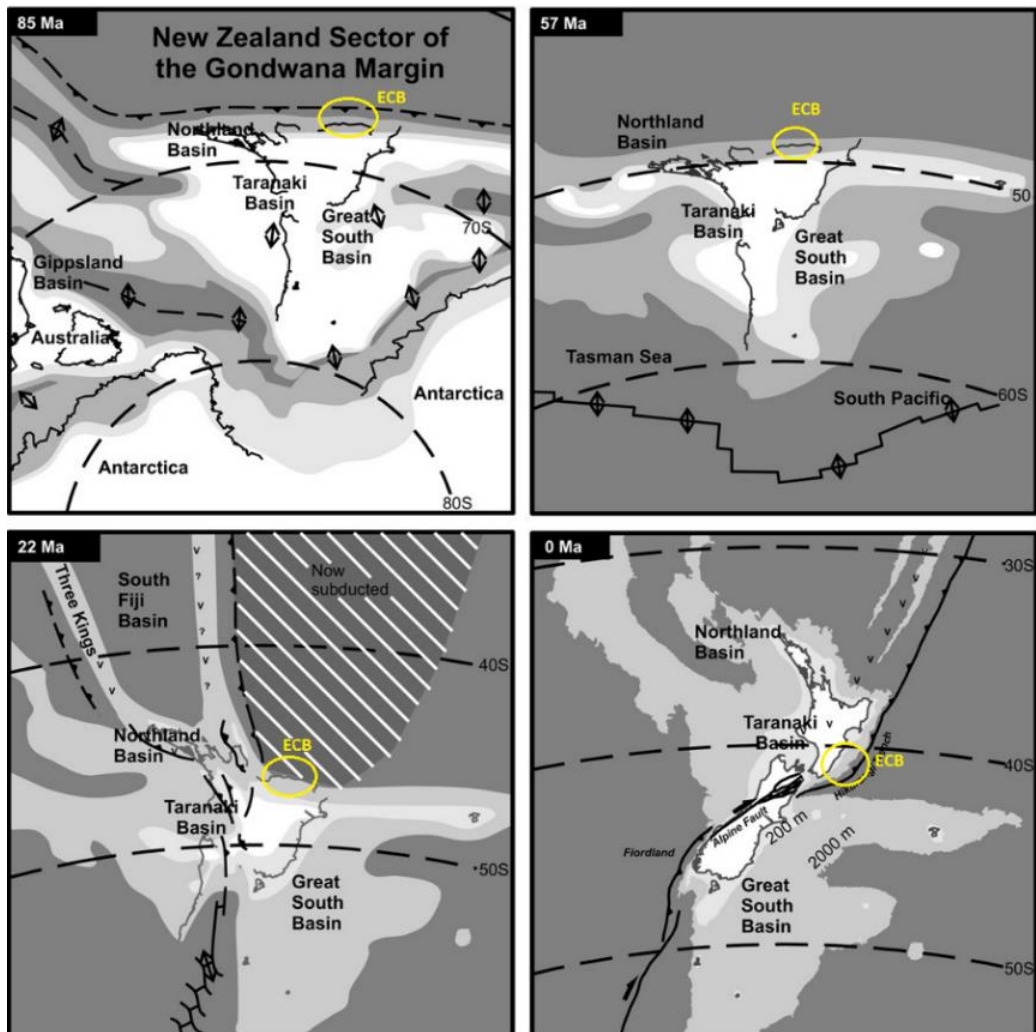 85 Ma
New Zealand Sector of
the Gondwana Margin
ECB
Northland
Basin
Taranaki
Basin
Great
South
Basin
70S
Gippsland
Basin
Australia
Antarctica
Antarctica
80S
57 Ma
ECB
Northland
Basin
50
Taranaki
Basin
Great
South
Basin
Tasman Sea
South Pacific
60S
22 Ma
Three Kings
South
Fiji
Basin
v
v
v
v
?
v
?
Now
subducted
40S
Northland
Basin
ECB
Taranaki
Basin
50S
Great
South
Basin
0 Ma
30S
v
v
v
Northland
Basin
Taranaki
Basin
v
40S
ECB
Alpine Fault
200 m
2000 m
Fiordland
Great
South
Basin
50S